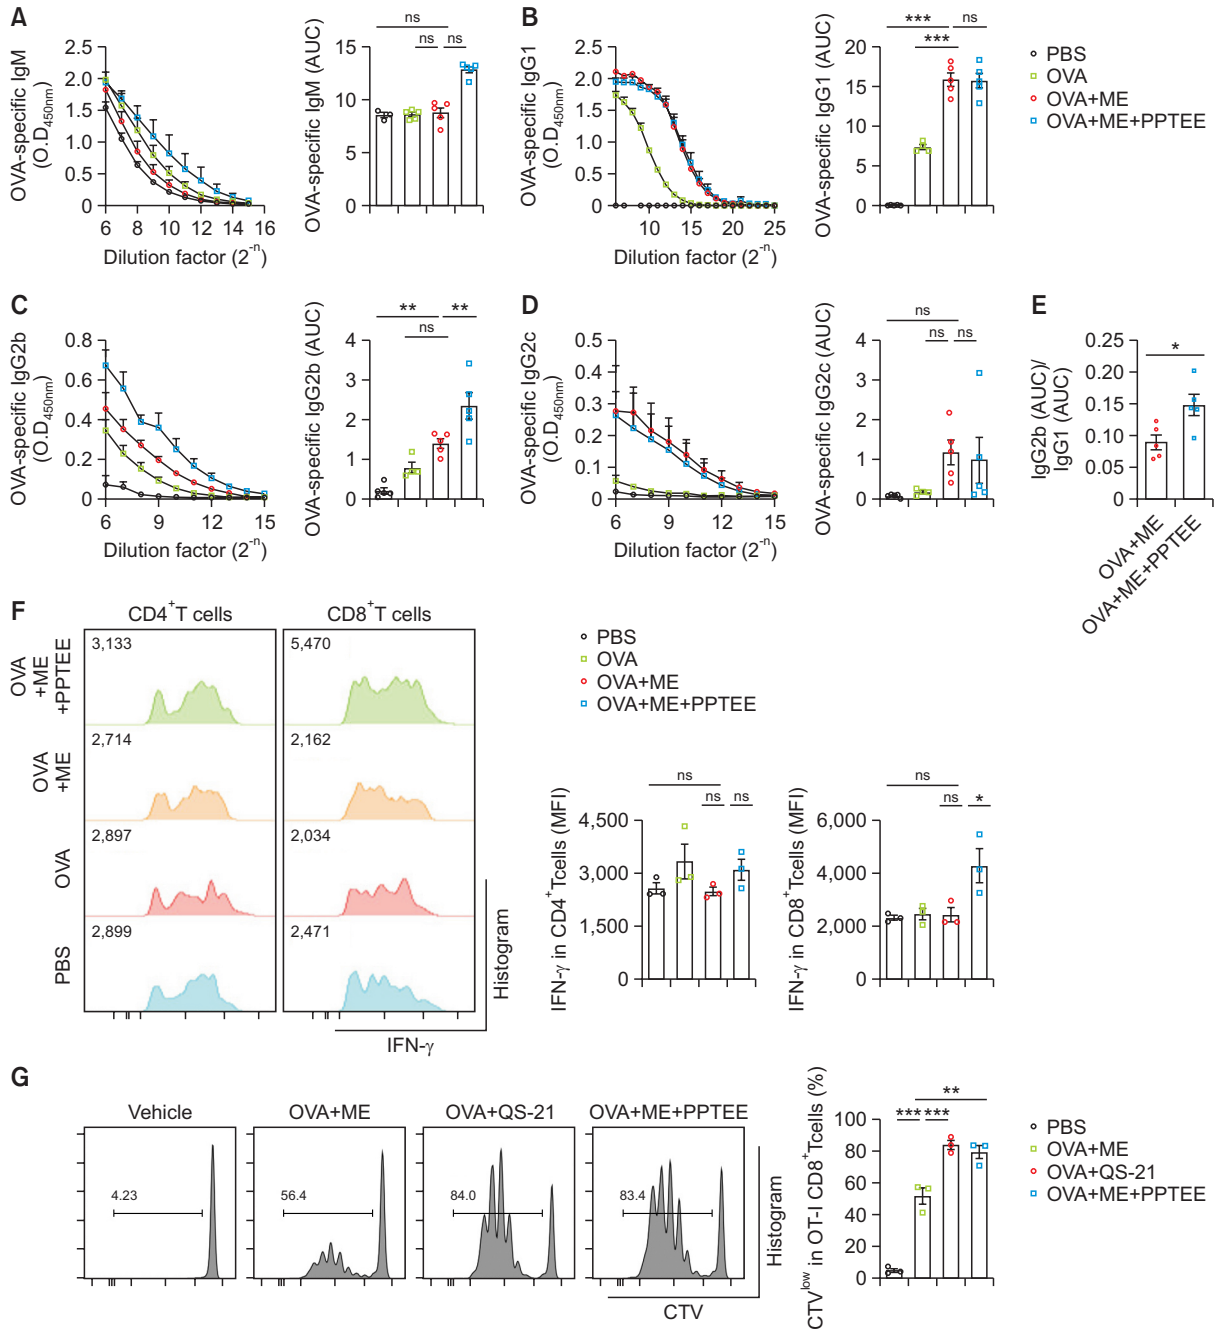 A
OVA-specific IgM
(O.D450nm)
2.5
2.0
1.5
1.0
0.5
0
6 8 10 12 14 16
Dilution factor (2-n)
OVA-specific IgM (AUC)
15
10
5
0
ns
ns ns
B
OVA-specific IgG1
(O.D450nm)
2.5
2.0
1.5
1.0
0.5
0
10 15 20 25
Dilution factor (2-n)
OVA-specific IgG1 (AUC)
20
15
10
5
0
*** ns
***
PBS
OVA
OVA+ME
OVA+ME+PPTEE
C
OVA-specific IgG2b
(O.D450nm)
0.8
0.6
0.4
0.2
0
6 9 12 15
Dilution factor (2-n)
OVA-specific IgG2b (AUC)
4
3
2
1
0
** **
ns
D
OVA-specific IgG2c
(O.D450nm)
0.5
0.4
0.3
0.2
0.1
0
6 9 12 15
Dilution factor (2-n)
OVA-specific IgG2c (AUC)
4
3
2
1
0
ns
ns ns
E
IgG2b (AUC)/
IgG1 (AUC)
0.25
0.20
0.15
0.10
0.05
0
*
OVA+ME
OVA+ME+PPTEE
F
CD4+T cells CD8+T cells
OVA
+ME
+PPTEE
3,133 5,470
OVA
+ME
2,714 2,162
OVA
2,897 2,034
PBS
2,899 2,471
Histogram
IFN-γ
PBS
OVA
OVA+ME
OVA+ME+PPTEE
IFN-γ in CD4+Tcells (MFI)
4,500
3,000
1,500
0
ns
ns ns
IFN-γ in CD8+Tcells (MFI)
6,000
4,000
2,000
0
ns
ns *
G
Vehicle OVA+ME OVA+QS-21 OVA+ME+PPTEE
4.23 56.4 84.0 83.4
Histogram
CTV
CTVlow in OT-I CD8+Tcells (%)
100
80
60
40
20
0
**
*** ***
PBS
OVA+ME
OVA+QS-21
OVA+ME+PPTEE